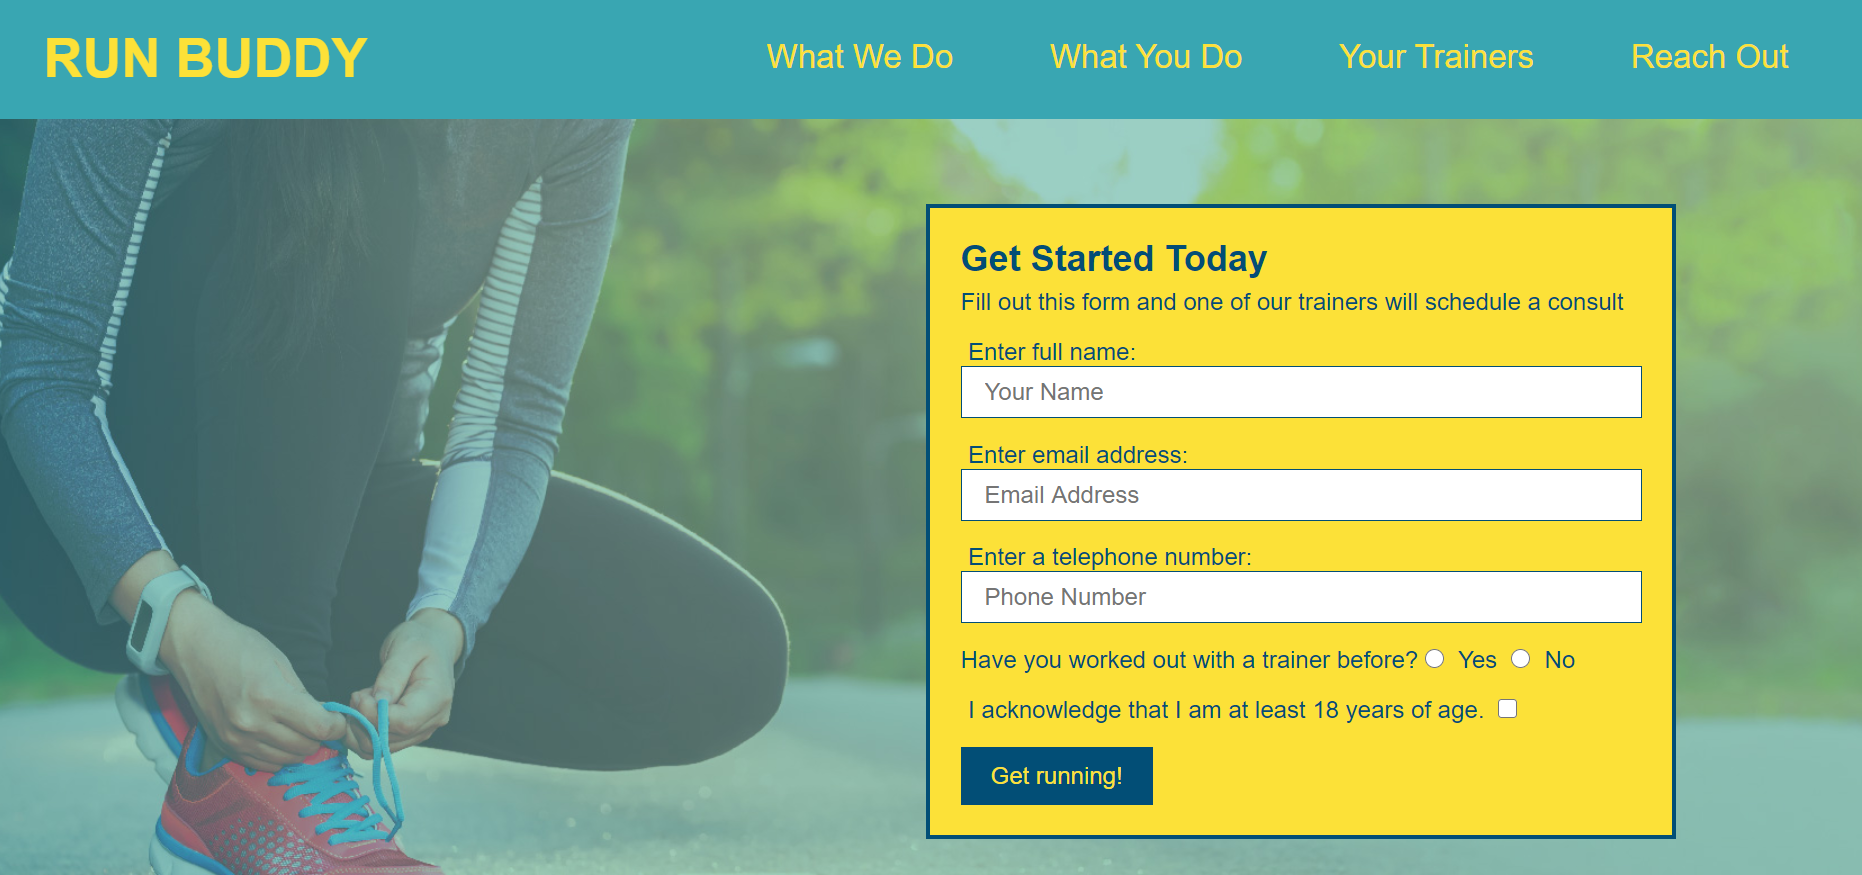 RUN BUDDY
What We Do What You Do Your Trainers Reach Out
Get Started Today
Fill out this form and one of our trainers will schedule a consult
Enter full name:
Your Name
Enter email address:
Email Address
Enter a telephone number:
Phone Number
Have you worked out with a trainer before? Yes No
I acknowledge that I am at least 18 years of age.
Get running!